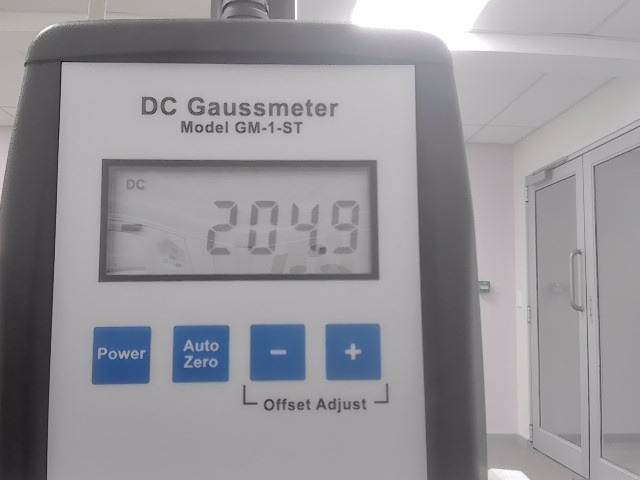 DC Gaussmeter
Model GM-1-ST
DC
204.9
Power
Auto
Zero
-
+
Offset Adjust